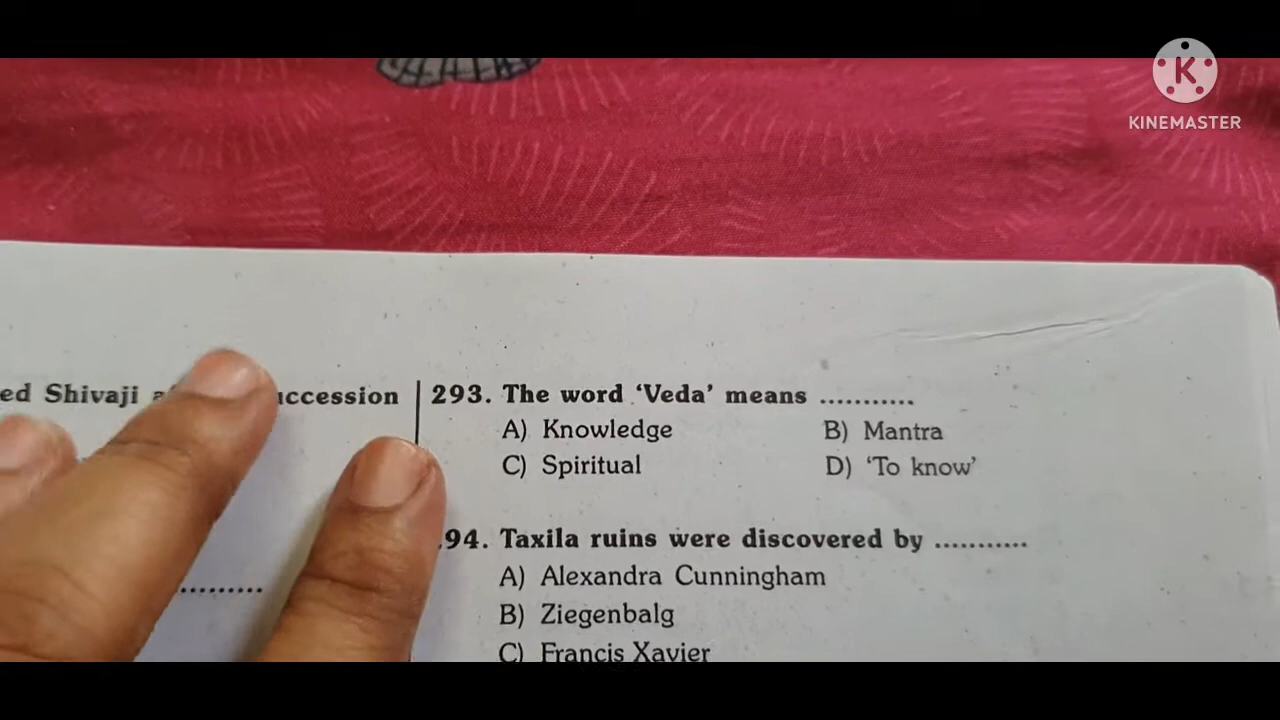 KINEMASTER
ed Shivaji
293. The word 'Veda' means ...........
A) Knowledge B) Mantra
C) Spiritual D) 'To know'
94. Taxila ruins were discovered by ...........
A) Alexandra Cunningham
B) Ziegenbalg
C) Francis Xavier